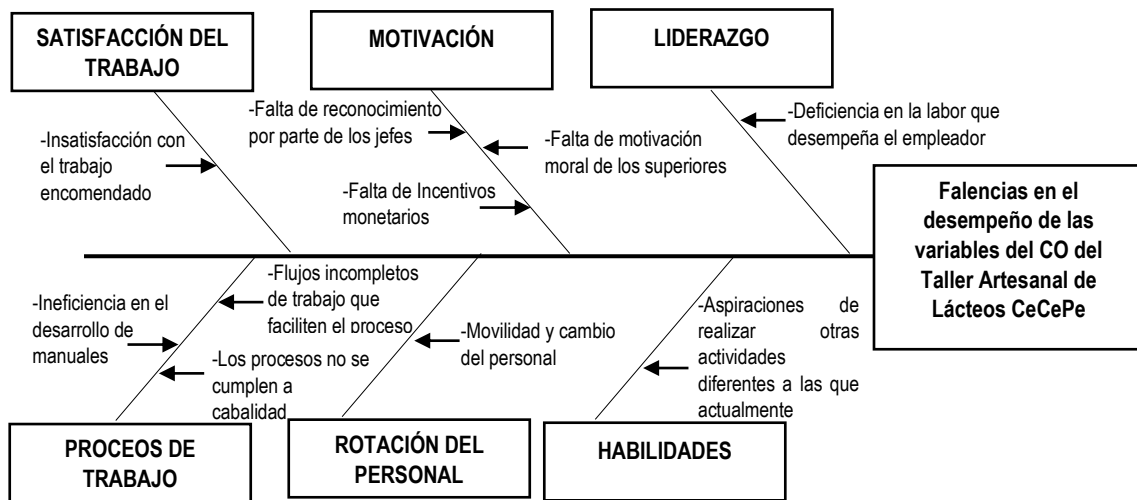 SATISFACCIÓN DEL
TRABAJO
MOTIVACIÓN
LIDERAZGO
-Insatisfacción con
el trabajo
encomendado
-Falta de reconocimiento
por parte de los jefes
-Falta de motivación
moral de los superiores
-Falta de Incentivos
monetarios
-Deficiencia en la labor que
desempeña el empleador
Falencias en el
desempeño de las
variables del CO del
Taller Artesanal de
Lácteos CeCePe
-Ineficiencia en el
desarrollo de
manuales
-Flujos incompletos
de trabajo que
faciliten el proceso
-Los procesos no se
cumplen a
cabalidad
-Movilidad y cambio
del personal
-Aspiraciones de
realizar otras
actividades
diferentes a las que
actualmente
PROCEOS DE
TRABAJO
ROTACIÓN DEL
PERSONAL
HABILIDADES